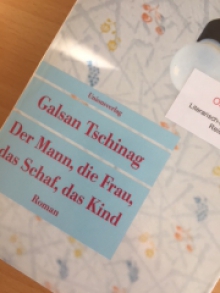 Unionsverlag
Galsan Tschinag
Der Mann, die Frau,
das Schaf, das Kind
Roman